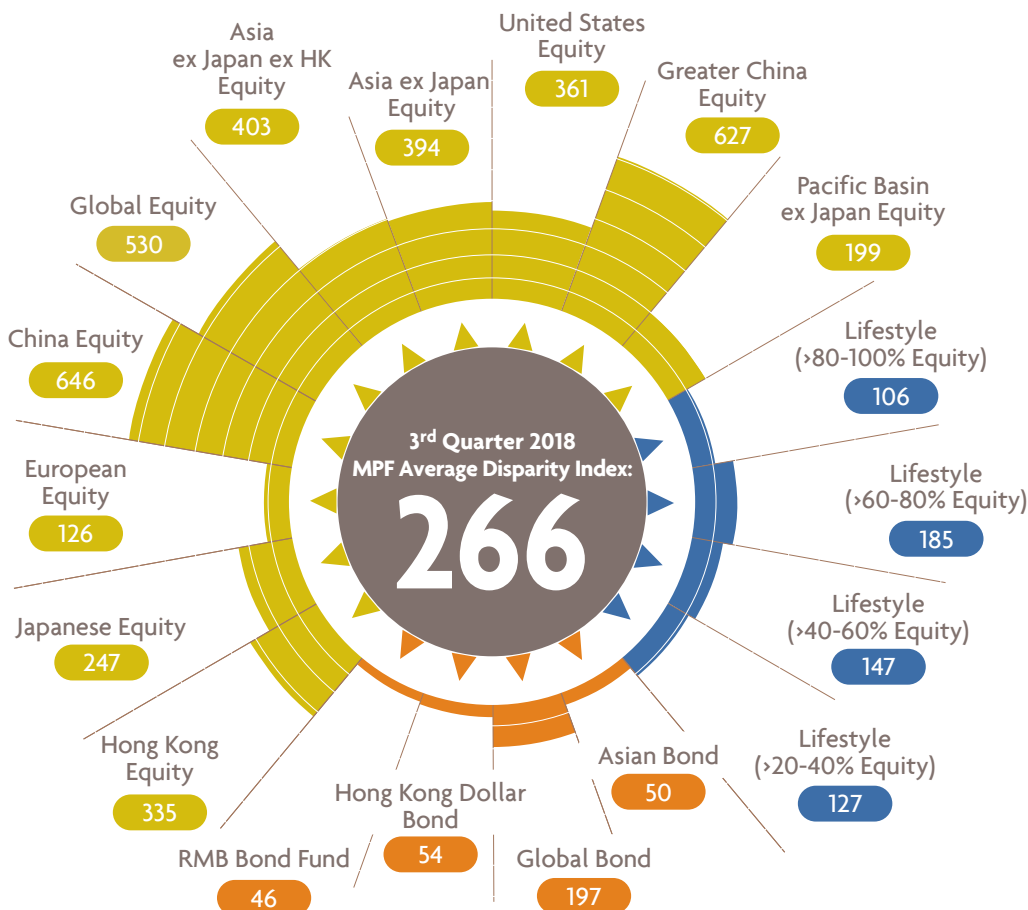 United States
Equity
361
Greater China
Equity
627
Pacific Basin
ex Japan Equity
199
Lifestyle
(>80-100% Equity)
106
Lifestyle
(>60-80% Equity)
185
Lifestyle
(>40-60% Equity)
147
Lifestyle
(>20-40% Equity)
127
Asian Bond
50
Global Bond
197
Hong Kong Dollar
Bond
54
RMB Bond Fund
46
Hong Kong
Equity
335
Japanese Equity
247
European
Equity
126
China Equity
646
Global Equity
530
Asia
ex Japan ex HK
Equity
403
Asia ex Japan
Equity
394
3rd Quarter 2018
MPF Average Disparity Index:
266